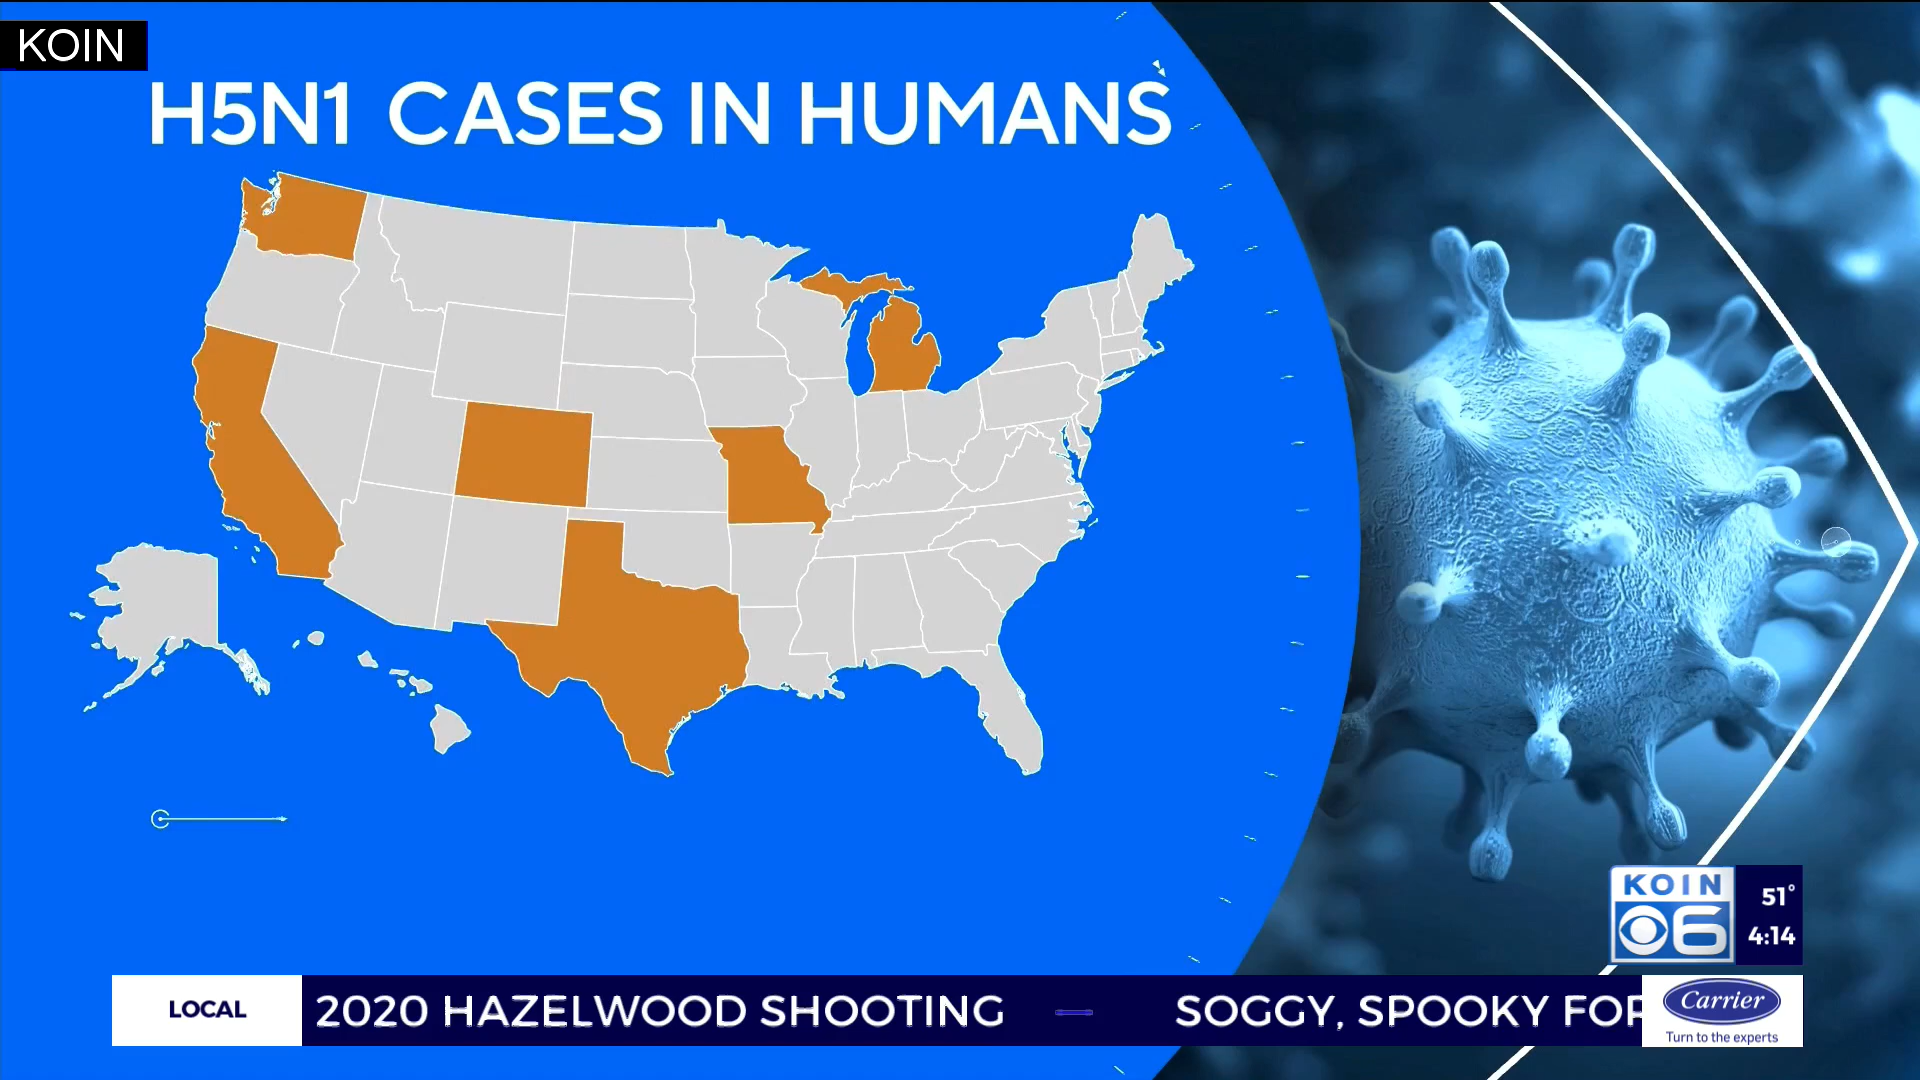 KOIN
H5N1 CASES IN HUMANS
KOIN
6
51°
4:14
LOCAL
2020 HAZELWOOD SHOOTING — SOGGY, SPOOKY FOR
Carrier
Turn to the experts